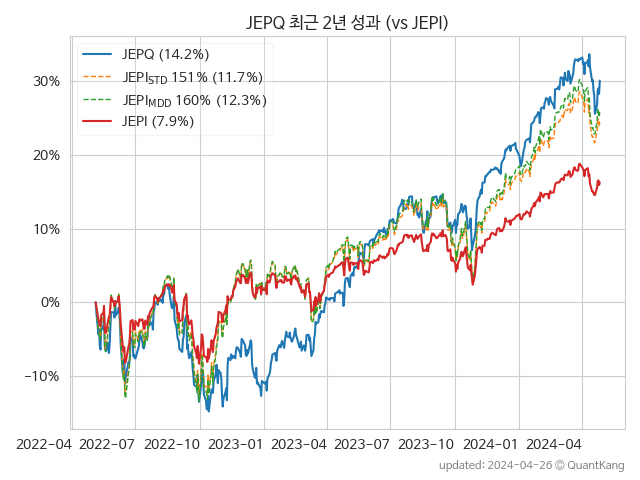 JEPQ 최근 2년 성과 (vs JEPI)
JEPQ (14.2%)
JEPI_STD 151% (11.7%)
JEPI_MDD 160% (12.3%)
JEPI (7.9%)
30%
20%
10%
0%
−10%
2022−04 2022−07 2022−10 2023−01 2023−04 2023−07 2023−10 2024−01 2024−04
updated: 2024−04−26 © QuantKang